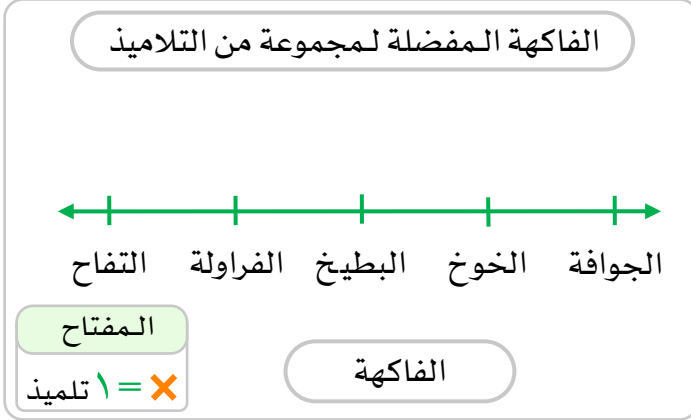 الفاكهة المفضلة لمجموعة من التلاميذ
الجوافة الخوخ البطيخ الفراولة التفاح
المفتاح
× = ١ تلميذ
الفاكهة